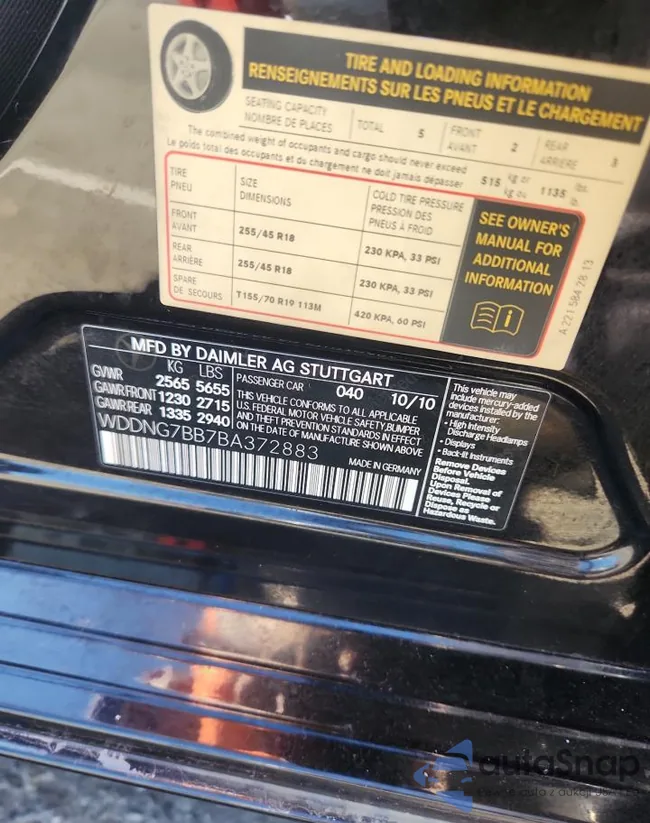 TIRE AND LOADING INFORMATION
RENSEIGNEMENTS SUR LES PNEUS ET LE CHARGEMENT
SEATING CAPACITY
NOMBRE DE PLACES
TOTAL 5
FRONT
AVANT
2
REAR
ARRIÈRE
3
The combined weight of occupants and cargo should never exceed
Le poids total des occupants et du chargement ne doit jamais dépasser
515 kg or
kg ou
1135 lbs.
lb.
TIRE
PNEU
SIZE
DIMENSIONS
COLD TIRE PRESSURE
PRESSION DES
PNEUS À FROID
FRONT
AVANT
255/45 R18
230 KPA, 33 PSI
REAR
ARRIÈRE
255/45 R18
230 KPA, 33 PSI
SPARE
DE SECOURS
T155/70 R19 113M
420 KPA, 60 PSI
SEE OWNER'S
MANUAL FOR
ADDITIONAL
INFORMATION
A 221 584 28 13
MFD BY DAIMLER AG STUTTGART
KG LBS
GVWR 2565 5655
GAWR FRONT 1230 2715
GAWR REAR 1335 2940
PASSENGER CAR 040 10/10
THIS VEHICLE CONFORMS TO ALL APPLICABLE
U.S. FEDERAL MOTOR VEHICLE SAFETY, BUMPER,
AND THEFT PREVENTION STANDARDS IN EFFECT
ON THE DATE OF MANUFACTURE SHOWN ABOVE
WDDNG7BB7BA372883
MADE IN GERMANY
This vehicle may
include mercury-added
devices installed by the
manufacturer:
• High Intensity
Discharge Headlamps
• Displays
• Back-lit Instruments
Remove Devices
Before Vehicle
Disposal.
Upon Removal of
Devices Please
Reuse, Recycle or
Dispose as
Hazardous Waste.
autoSnap